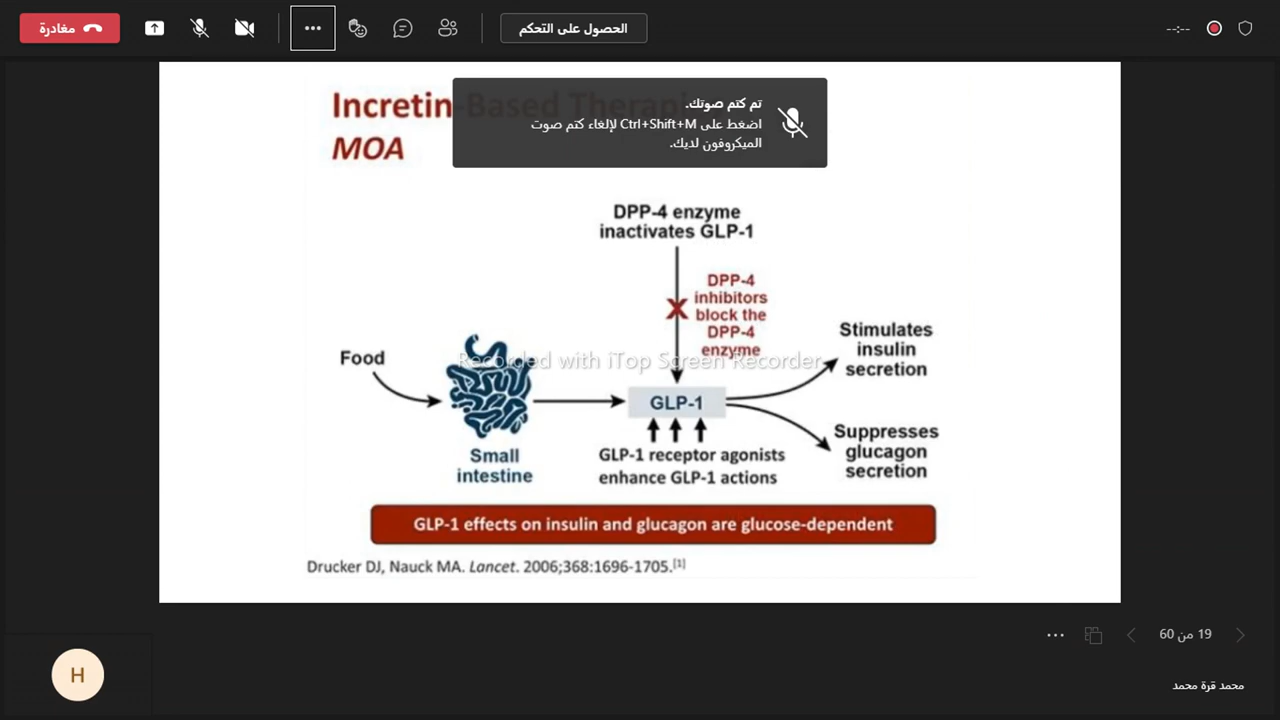 مغادرة
الحصول على التحكم
--:--
Incretin-Based Therapi
MOA
تم كتم صوتك.
اضغط على Ctrl+Shift+M لإلغاء كتم صوت
الميكروفون لديك.
DPP-4 enzyme
inactivates GLP-1
DPP-4
inhibitors
block the
DPP-4
enzyme
Recorded with iTop Screen Recorder
Food
Small
intestine
GLP-1
GLP-1 receptor agonists
enhance GLP-1 actions
Stimulates
insulin
secretion
Suppresses
glucagon
secretion
GLP-1 effects on insulin and glucagon are glucose-dependent
Drucker DJ, Nauck MA. Lancet. 2006;368:1696-1705.[1]
19 من 60
H
محمد قرة محمد